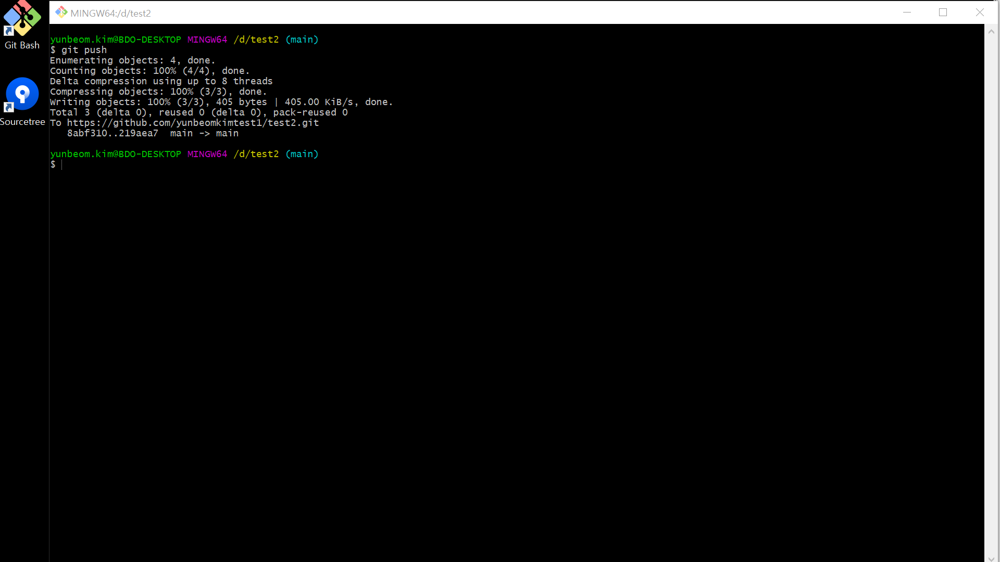 Git Bash
Sourcetree
MINGW64:/d/test2
yunbeom.kim@BDO-DESKTOP MINGW64 /d/test2 (main)
$ git push
Enumerating objects: 4, done.
Counting objects: 100% (4/4), done.
Delta compression using up to 8 threads
Compressing objects: 100% (3/3), done.
Writing objects: 100% (3/3), 405 bytes | 405.00 KiB/s, done.
Total 3 (delta 0), reused 0 (delta 0), pack-reused 0
To https://github.com/yunbeomkimtest1/test2.git
   8abf310..219aea7  main -> main
yunbeom.kim@BDO-DESKTOP MINGW64 /d/test2 (main)
$